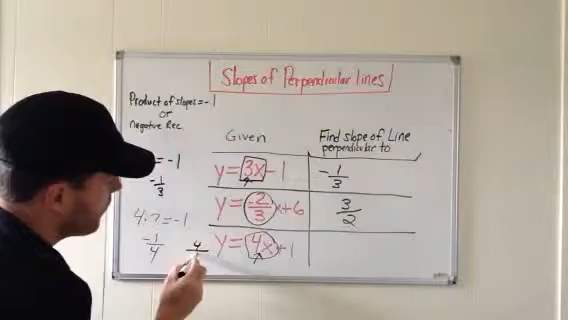 Slopes of Perpendicular lines
Product of slopes = -1
or
negative Rec.
Given
Find slope of Line
perpendicular to
= -1
-1/3
y = 3x - 1
-1/3
y = -2/3 x + 6
3/2
4 · ? = -1
-1/4
4
y = 4x + 1